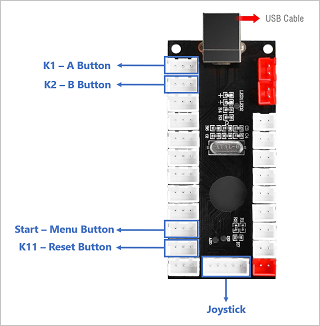 USB Cable
K1 – A Button
K2 – B Button
Start – Menu Button
K11 – Reset Button
Joystick